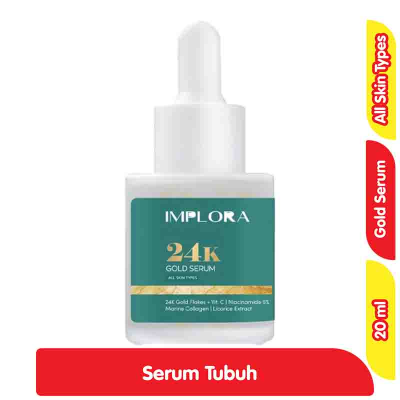 IMPLORA
24K
GOLD SERUM
ALL SKIN TYPES
24K Gold Flakes + Vit. C | Niacinamide 5%
Marine Collagen | Licorice Extract
Serum Tubuh
All Skin Types
Gold Serum
20 ml